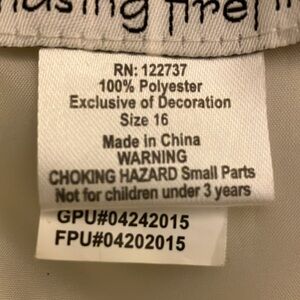 RN: 122737
100% Polyester
Exclusive of Decoration
Size 16
Made in China
WARNING
CHOKING HAZARD Small Parts
Not for children under 3 years
GPU#04242015
FPU#04202015